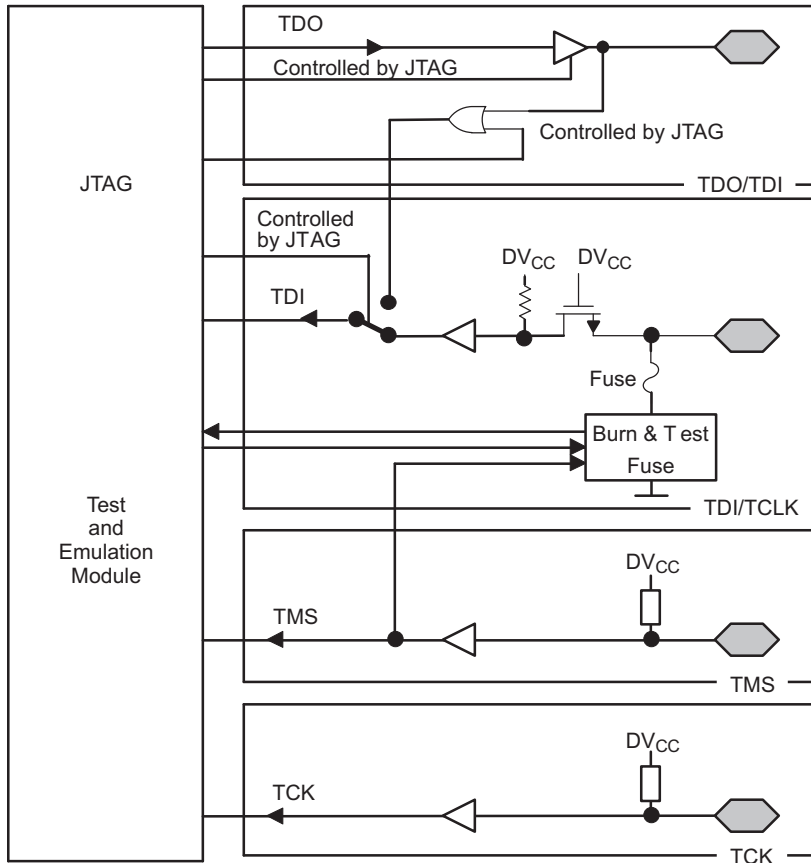 TDO
Controlled by JTAG
Controlled by JTAG
JTAG
TDO/TDI
Controlled
by JTAG
DVCC
DVCC
TDI
Fuse
Burn & T est
Fuse
TDI/TCLK
Test
and
Emulation
Module
DVCC
TMS
TMS
DVCC
TCK
TCK